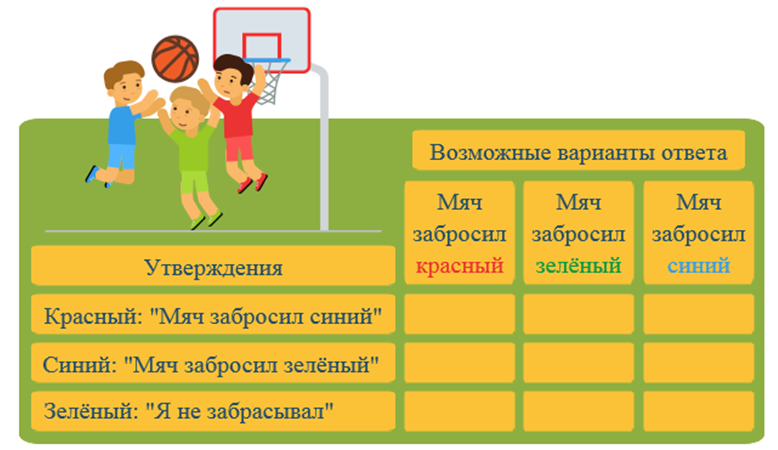 Возможные варианты ответа
Мяч
забросил
красный
Мяч
забросил
зелёный
Мяч
забросил
синий
Утверждения
Красный: "Мяч забросил синий"
Синий: "Мяч забросил зелёный"
Зелёный: "Я не забрасывал"